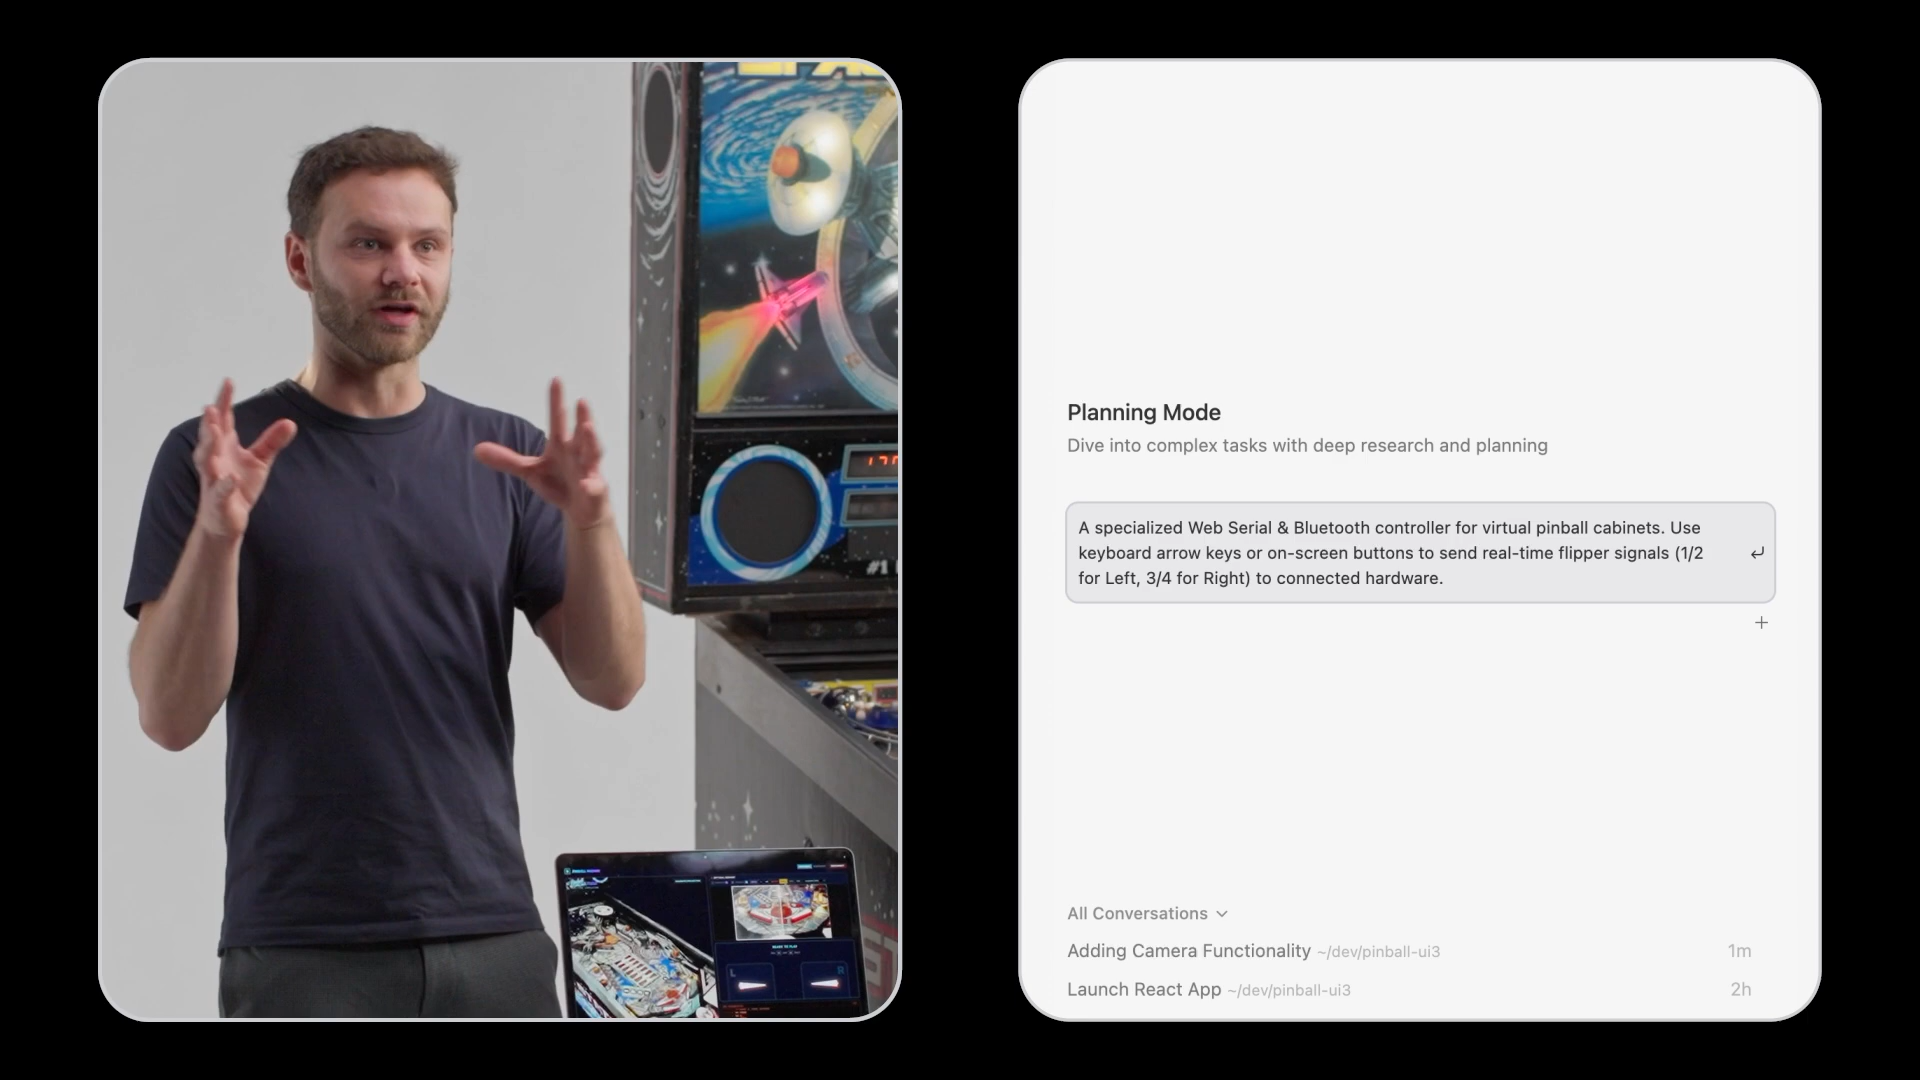 #1
L
R
Planning Mode
Dive into complex tasks with deep research and planning
A specialized Web Serial & Bluetooth controller for virtual pinball cabinets. Use
keyboard arrow keys or on-screen buttons to send real-time flipper signals (1/2
for Left, 3/4 for Right) to connected hardware.
All Conversations
Adding Camera Functionality ~/dev/pinball-ui3 1m
Launch React App ~/dev/pinball-ui3 2h